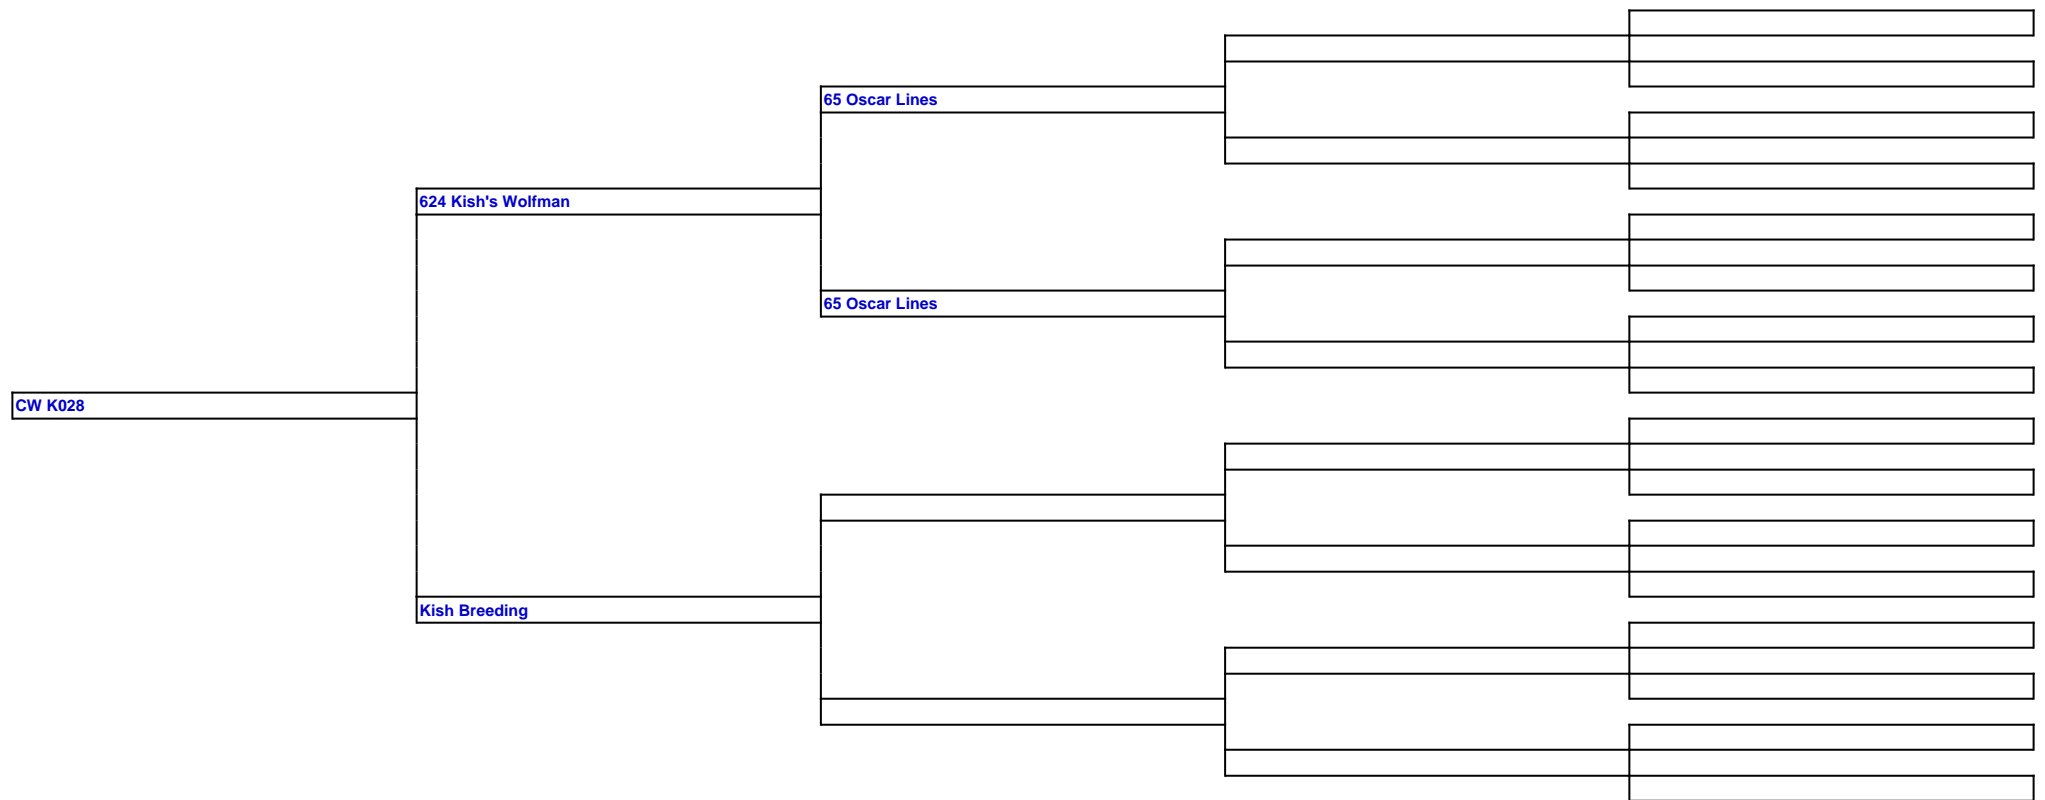 65 Oscar Lines
624 Kish's Wolfman
65 Oscar Lines
CW K028
Kish Breeding